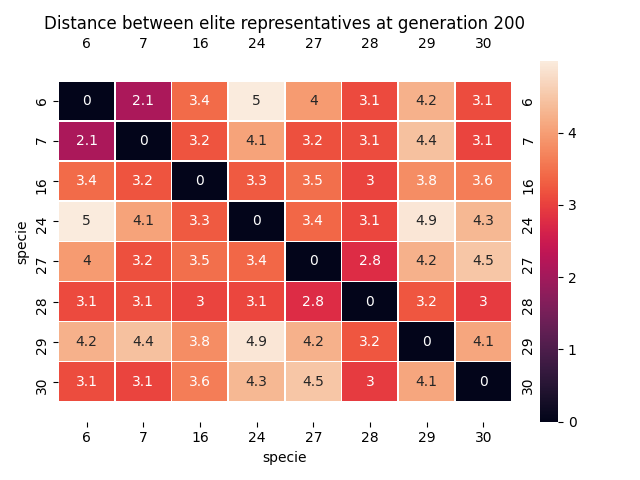 Distance between elite representatives at generation 200
6 7 16 24 27 28 29 30
6 0 2.1 3.4 5 4 3.1 4.2 3.1 6
7 2.1 0 3.2 4.1 3.2 3.1 4.4 3.1 7
16 3.4 3.2 0 3.3 3.5 3 3.8 3.6 16
24 5 4.1 3.3 0 3.4 3.1 4.9 4.3 24
27 4 3.2 3.5 3.4 0 2.8 4.2 4.5 27
28 3.1 3.1 3 3.1 2.8 0 3.2 3 28
29 4.2 4.4 3.8 4.9 4.2 3.2 0 4.1 29
30 3.1 3.1 3.6 4.3 4.5 3 4.1 0 30
6 7 16 24 27 28 29 30
specie
specie
4
3
2
1
0